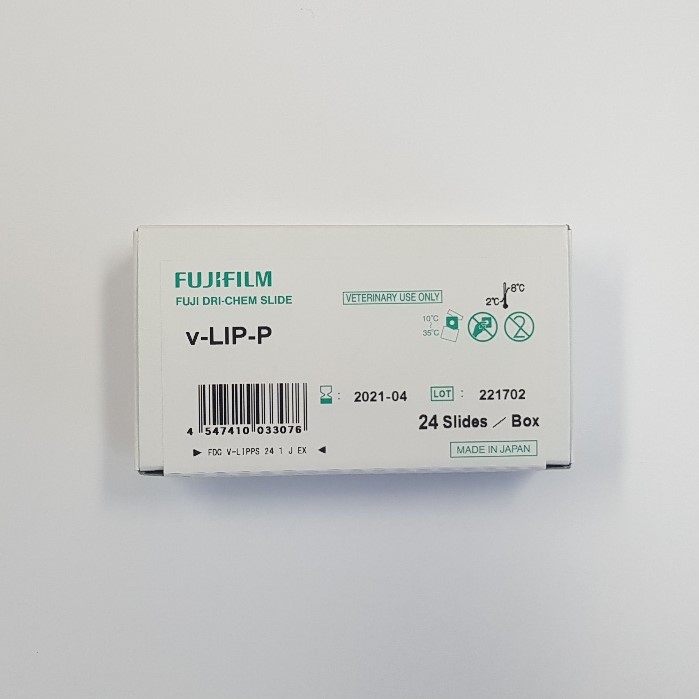 FUJIFILM
FUJI DRI-CHEM SLIDE
VETERINARY USE ONLY
8℃
2℃
10℃
~
35℃
2
v-LIP-P
: 2021-04
LOT : 221702
4 547410 033076
24 Slides / Box
▶ FDC V-LIPPS 24 1 J EX ◀
MADE IN JAPAN